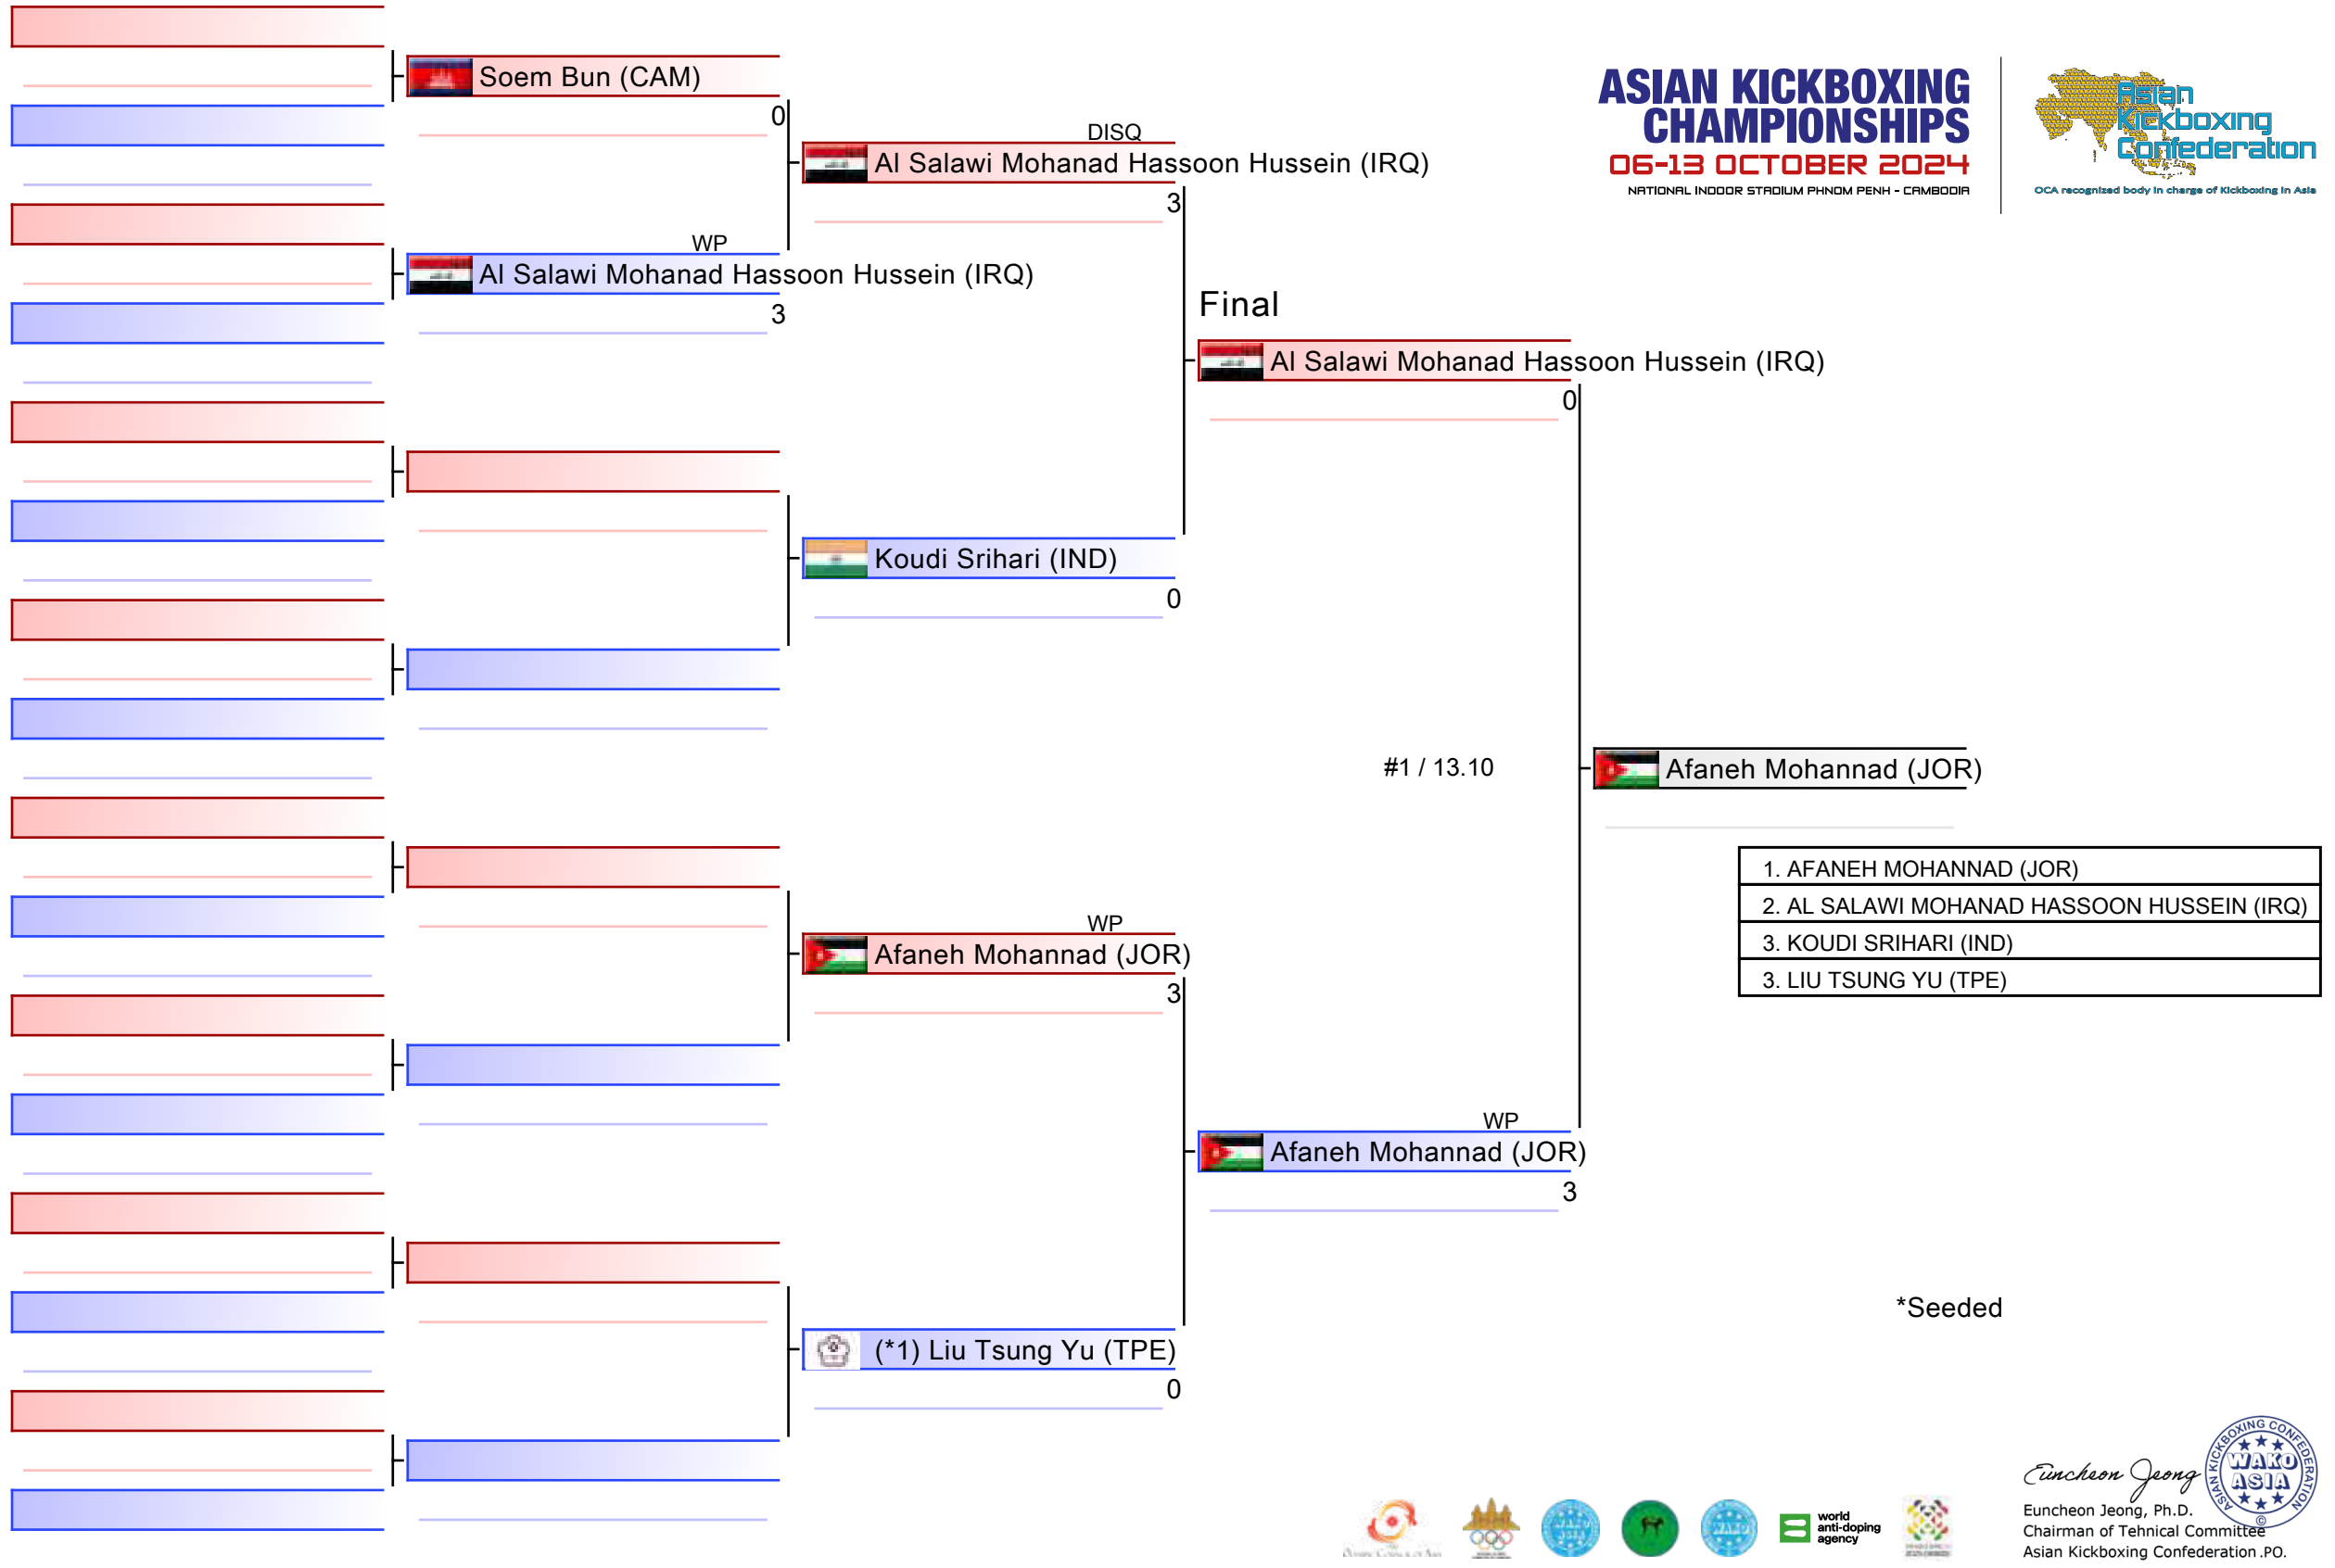 Soem Bun (CAM)
0
WP
Al Salawi Mohanad Hassoon Hussein (IRQ)
3
DISQ
Al Salawi Mohanad Hassoon Hussein (IRQ)
3
Koudi Srihari (IND)
0
WP
Afaneh Mohannad (JOR)
3
(*1) Liu Tsung Yu (TPE)
0
Final
Al Salawi Mohanad Hassoon Hussein (IRQ)
0
#1 / 13.10
WP
Afaneh Mohannad (JOR)
3
Afaneh Mohannad (JOR)
ASIAN KICKBOXING
CHAMPIONSHIPS
06-13 OCTOBER 2024
NATIONAL INDOOR STADIUM PHNOM PENH - CAMBODIA
Asian
Kickboxing
Confederation
OCA recognized body in charge of Kickboxing in Asia
1. AFANEH MOHANNAD (JOR)
2. AL SALAWI MOHANAD HASSOON HUSSEIN (IRQ)
3. KOUDI SRIHARI (IND)
3. LIU TSUNG YU (TPE)
*Seeded
world
anti-doping
agency
Euncheon Jeong
ASIAN KICKBOXING CONFEDERATION
WAKO
ASIA
©
Euncheon Jeong, Ph.D.
Chairman of Tehnical Committee
Asian Kickboxing Confederation .PO.